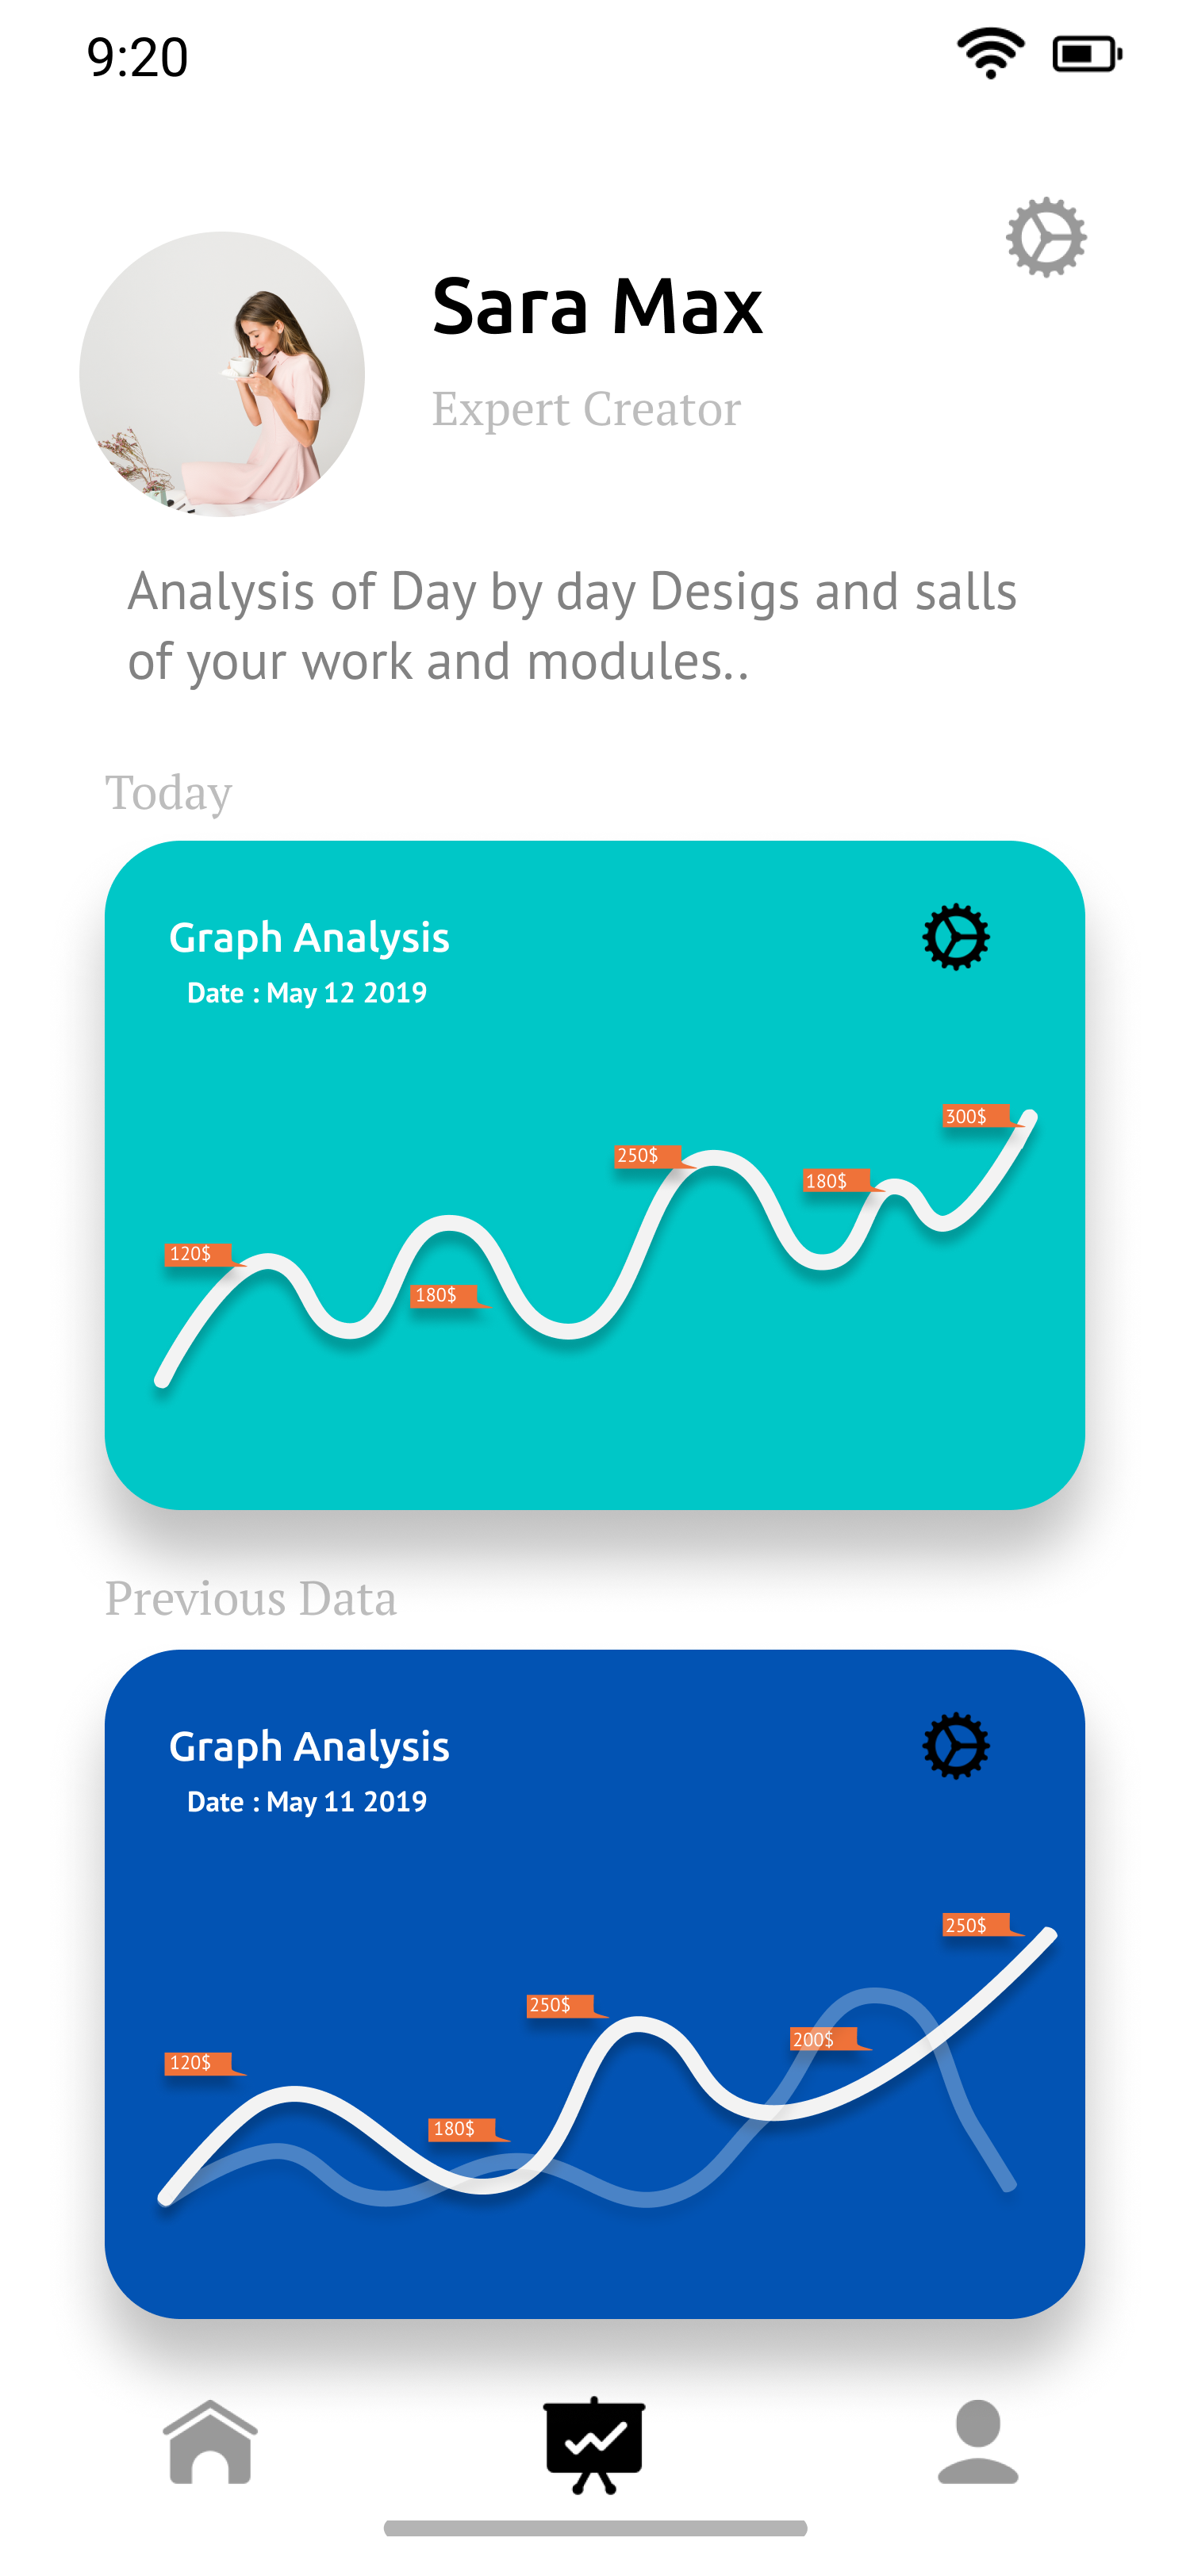 9:20
Sara Max
Expert Creator
Analysis of Day by day Desigs and salls
of your work and modules..
Today
Graph Analysis
Date : May 12 2019
300$
250$
180$
120$
180$
Previous Data
Graph Analysis
Date : May 11 2019
250$
250$
200$
120$
180$